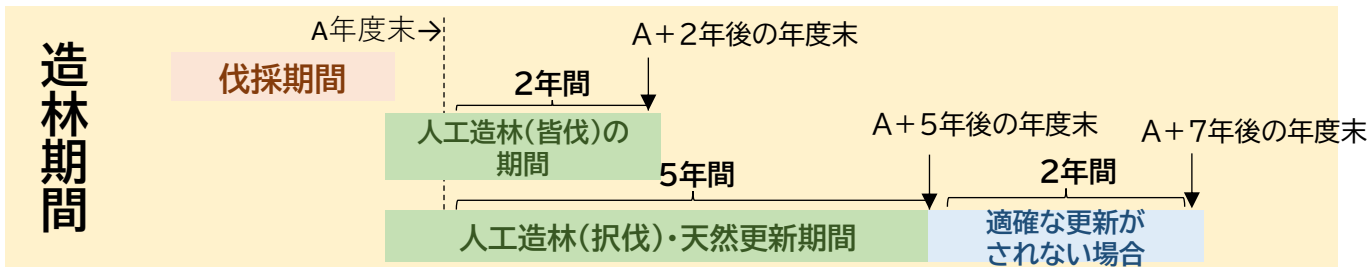 造林期間
A年度末→
A＋2年後の年度末
伐採期間
2年間
人工造林(皆伐)の
期間
A＋5年後の年度末
A＋7年後の年度末
5年間
2年間
人工造林(択伐)・天然更新期間
適確な更新が
されない場合